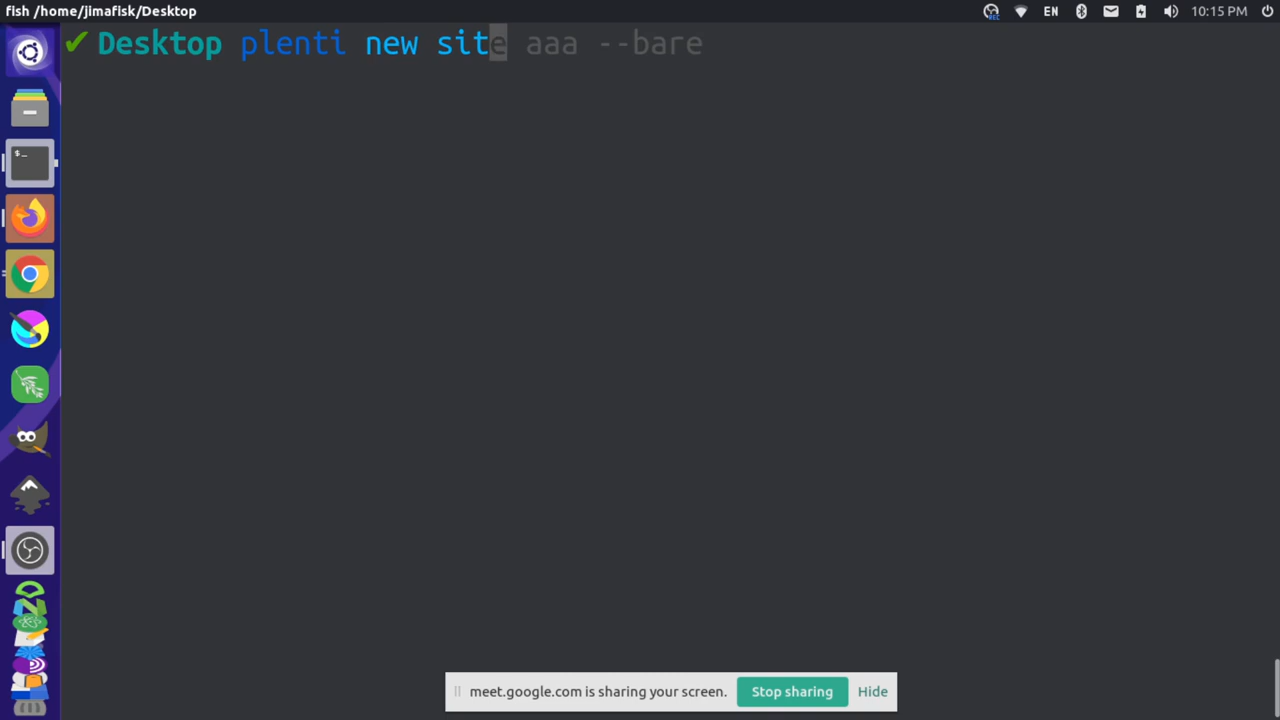 fish /home/jimafisk/Desktop
EN
10:15 PM
✔ Desktop plenti new site aaa --bare
$_
REC
meet.google.com is sharing your screen.
Stop sharing
Hide